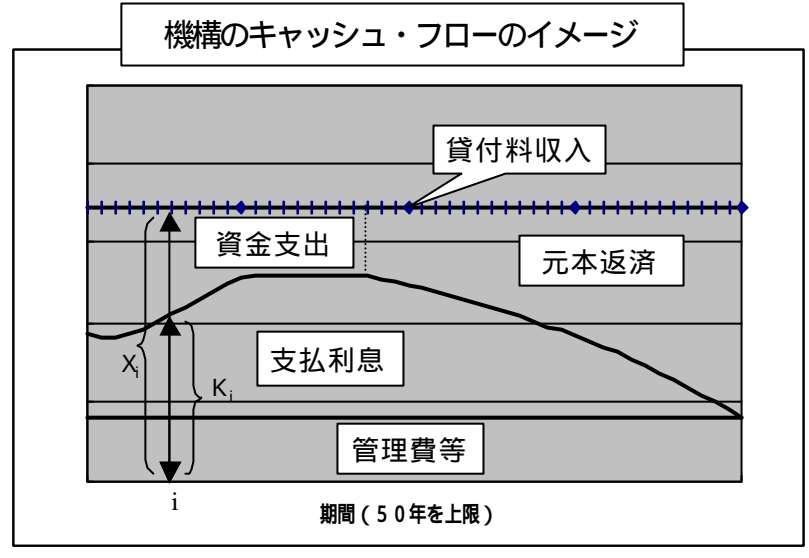 機構のキャッシュ・フローのイメージ
貸付料収入
資金支出
元本返済
支払利息
Xi
Ki
管理費等
i
期間（５０年を上限）